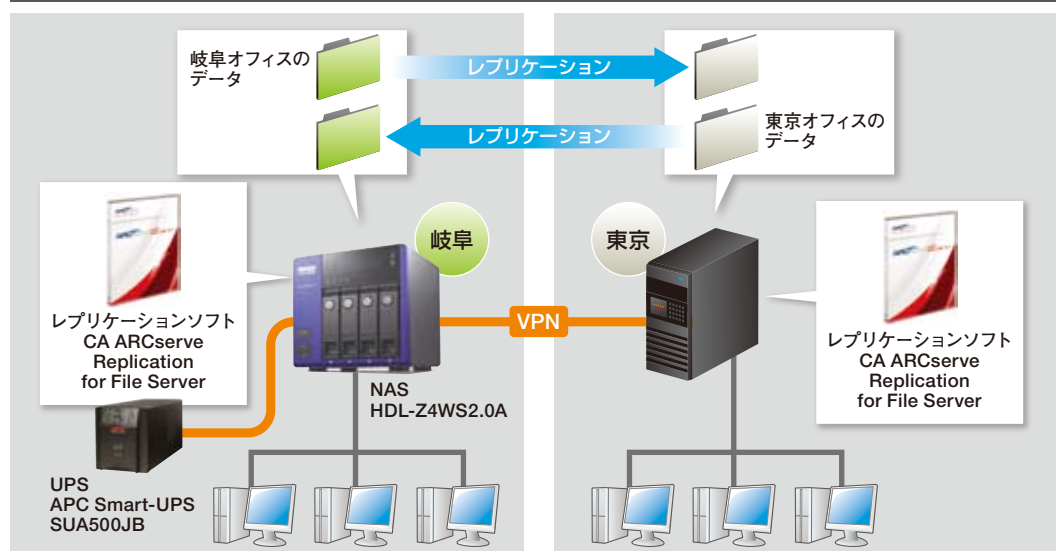 岐阜オフィスの
データ
レプリケーション
レプリケーション
東京オフィスの
データ
岐阜
東京
レプリケーションソフト
CA ARCserve
Replication
for File Server
VPN
レプリケーションソフト
CA ARCserve
Replication
for File Server
NAS
HDL-Z4WS2.0A
UPS
APC Smart-UPS
SUA500JB